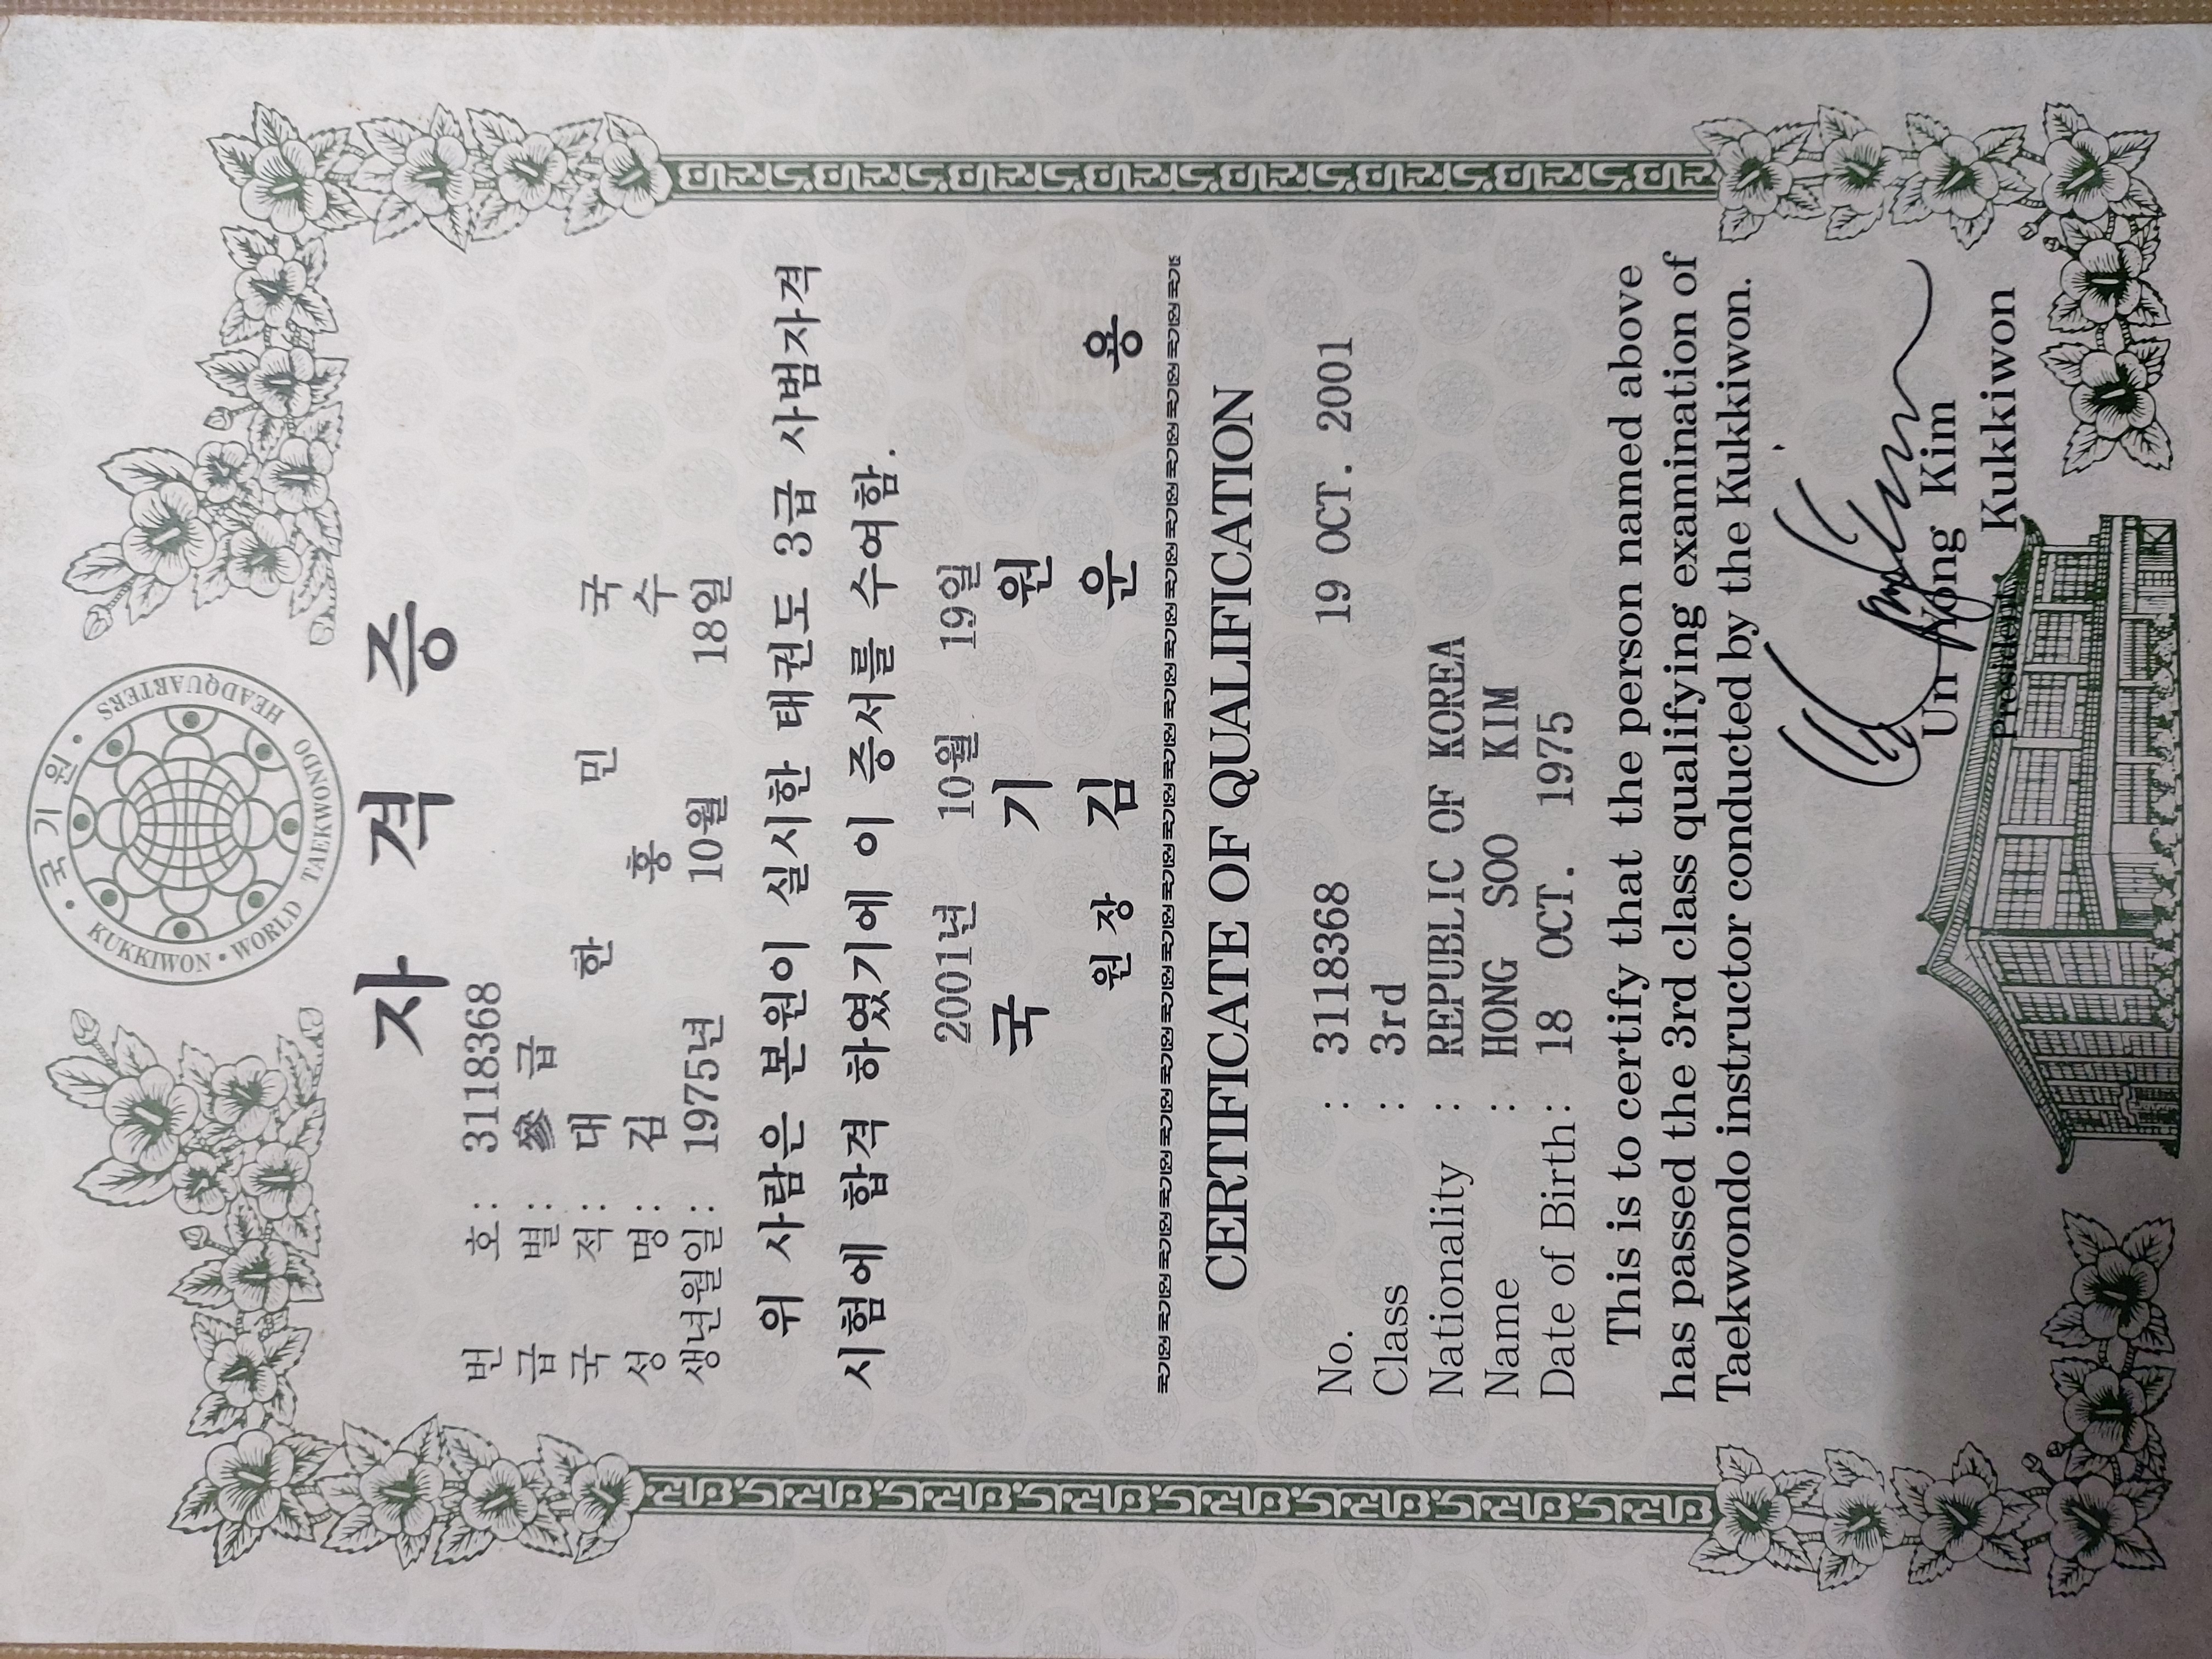 · 국 기 원 ·
KUKKIWON · WORLD TAEKWONDO HEADQUARTERS
자 격 증
번 호 : 31183​68
급 별 : 參 급
국 적 : 대 한 민 국
성 명 : 김 홍 수
생년월일 : 1975년 10월 18일
위 사람은 본원이 실시한 태권도 3급 사범자격
시험에 합격 하였기에 이 증서를 수여함.
2001년 10월 19일
국 기 원
원장 김 운 용
CERTIFICATE OF QUALIFICATION
No. : 3118368 19 OCT. 2001
Class : 3rd
Nationality : REPUBLIC OF KOREA
Name : HONG SOO KIM
Date of Birth : 18 OCT. 1975
This is to certify that the person named above
has passed the 3rd class qualifying examination of
Taekwondo instructor conducted by the Kukkiwon.
Un Yong Kim
President Kukkiwon